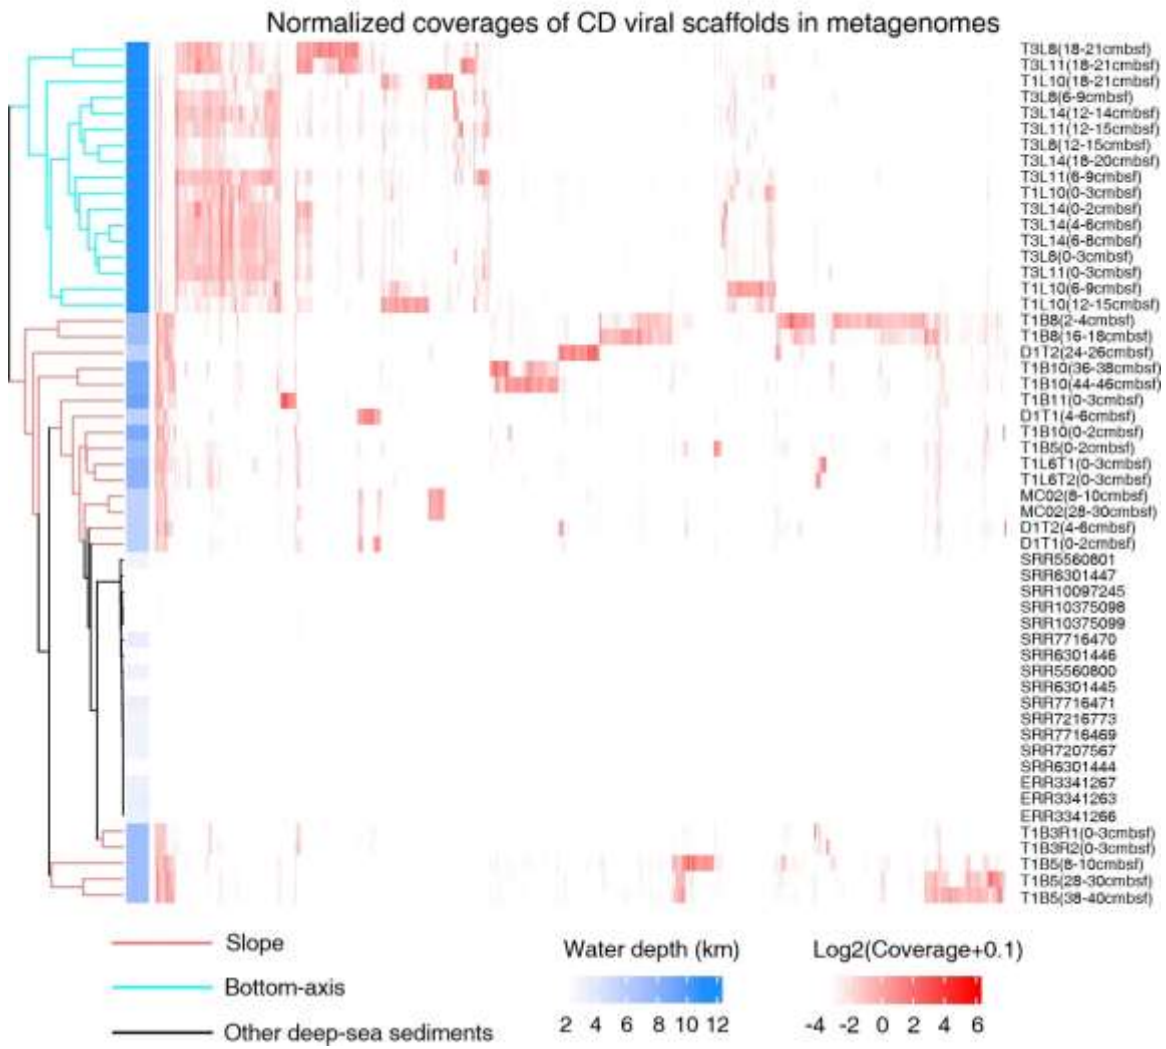 Normalized coverages of CD viral scaffolds in metagenomes
T3L8(18-21cmbsf)
T3L11(18-21cmbsf)
T1L10(18-21cmbsf)
T3L8(6-9cmbsf)
T3L14(12-14cmbsf)
T3L11(12-15cmbsf)
T3L8(12-15cmbsf)
T3L14(18-20cmbsf)
T3L11(6-9cmbsf)
T1L10(0-3cmbsf)
T3L14(0-2cmbsf)
T3L14(4-6cmbsf)
T3L14(6-8cmbsf)
T3L8(0-3cmbsf)
T3L11(0-3cmbsf)
T1L10(6-9cmbsf)
T1L10(12-15cmbsf)
T1B8(2-4cmbsf)
T1B8(16-18cmbsf)
D1T2(24-26cmbsf)
T1B10(36-38cmbsf)
T1B10(44-46cmbsf)
T1B11(0-3cmbsf)
D1T1(4-6cmbsf)
T1B10(0-2cmbsf)
T1B5(0-2cmbsf)
T1L6T1(0-3cmbsf)
T1L6T2(0-3cmbsf)
MC02(8-10cmbsf)
MC02(28-30cmbsf)
D1T2(4-6cmbsf)
D1T1(0-2cmbsf)
SRR5560801
SRR6301447
SRR10097245
SRR10375098
SRR10375099
SRR7716470
SRR6301446
SRR5560800
SRR6301445
SRR7716471
SRR7216773
SRR7716469
SRR7207567
SRR6301444
ERR3341267
ERR3341263
ERR3341266
T1B3R1(0-3cmbsf)
T1B3R2(0-3cmbsf)
T1B5(8-10cmbsf)
T1B5(28-30cmbsf)
T1B5(38-40cmbsf)
Slope
Bottom-axis
Other deep-sea sediments
Water depth (km)
2 4 6 8 10 12
Log2(Coverage+0.1)
-4 -2 0 2 4 6